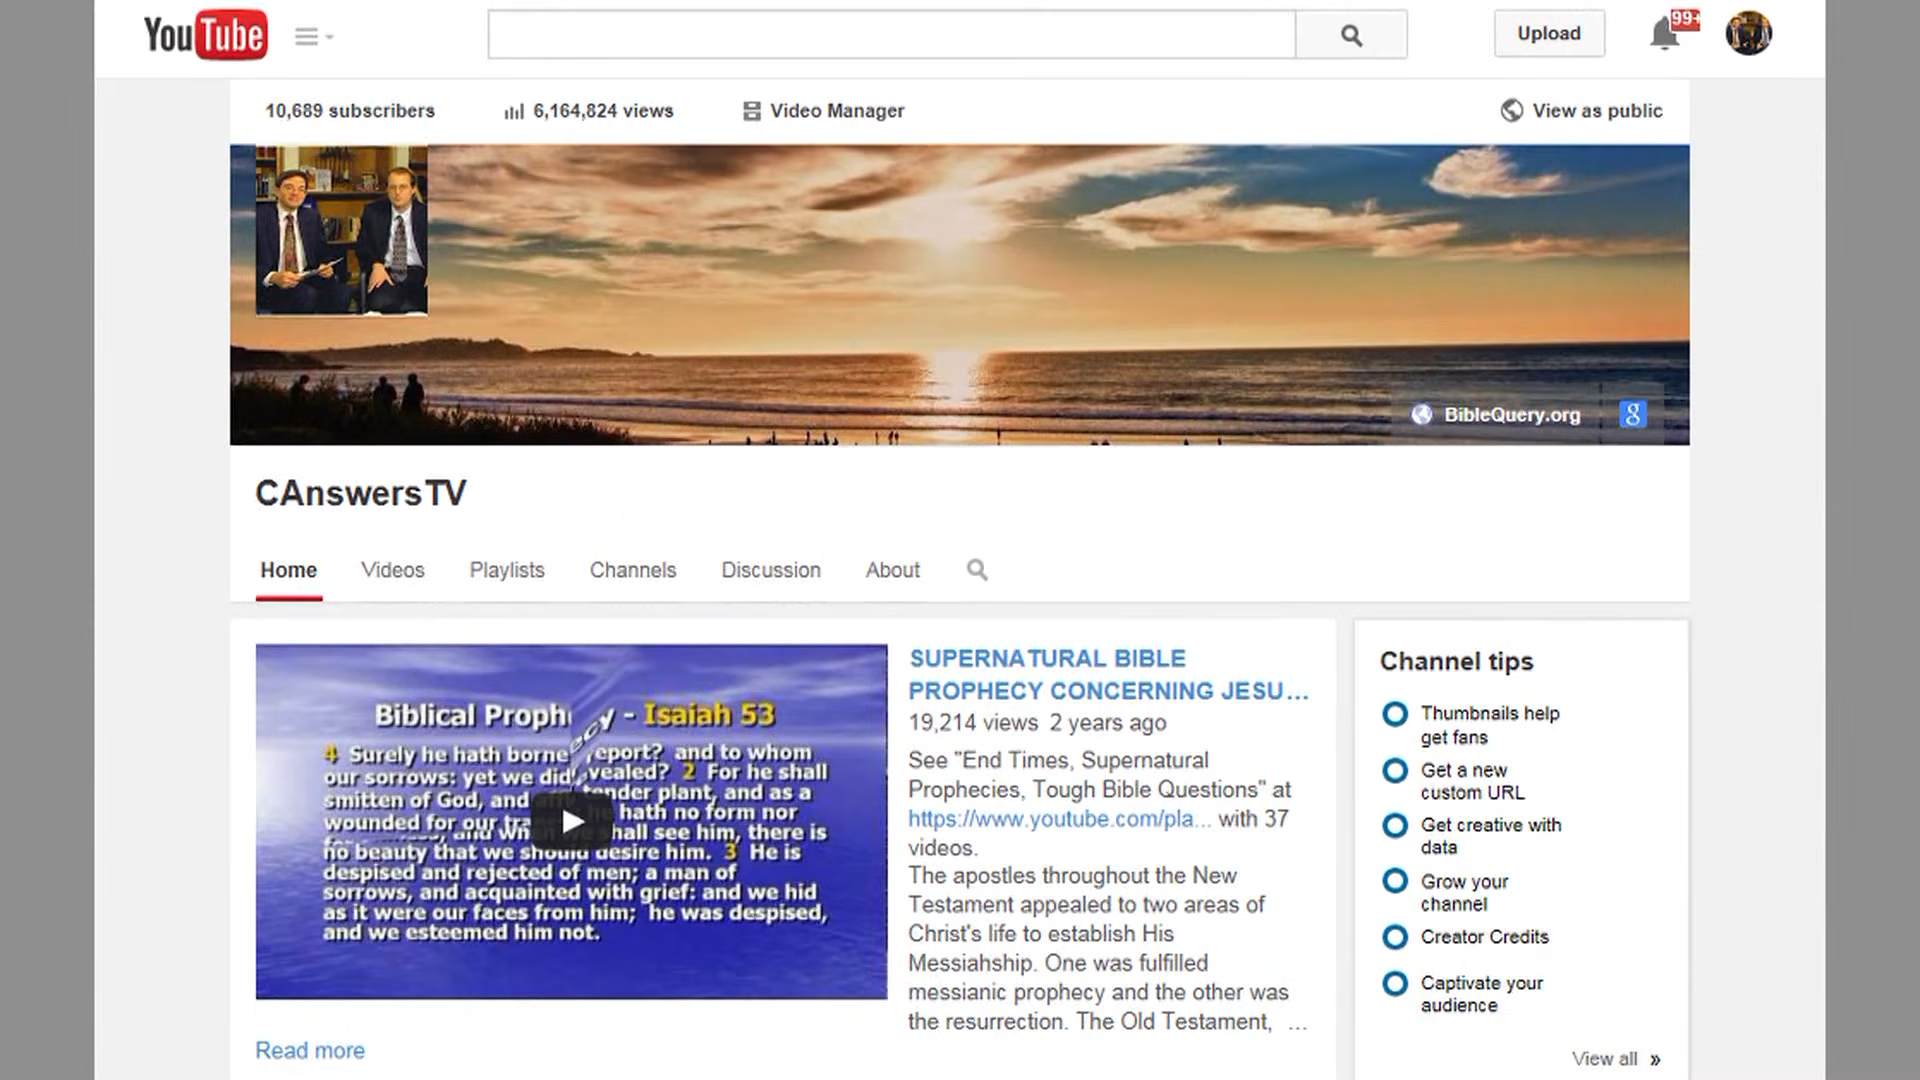 YouTube
Upload
99+
10,689 subscribers
6,164,824 views
Video Manager
View as public
BibleQuery.org
g
CAnswersTV
Home
Videos
Playlists
Channels
Discussion
About
Biblical Proph cy - Isaiah 53
4 Surely he hath borne eport? and to whom
our sorrows: yet we did vealed? 2 For he shall
smitten of God, and tender plant, and as a
wounded for our hath no form nor
and when shall see him, there is
no beauty that we should desire him. 3 He is
despised and rejected of men; a man of
sorrows, and acquainted with grief: and we hid
as it were our faces from him; he was despised,
and we esteemed him not.
Read more
SUPERNATURAL BIBLE
PROPHECY CONCERNING JESU...
19,214 views 2 years ago
See "End Times, Supernatural
Prophecies, Tough Bible Questions" at
https://www.youtube.com/pla... with 37
videos.
The apostles throughout the New
Testament appealed to two areas of
Christ's life to establish His
Messiahship. One was fulfilled
messianic prophecy and the other was
the resurrection. The Old Testament, ...
Channel tips
Thumbnails help
get fans
Get a new
custom URL
Get creative with
data
Grow your
channel
Creator Credits
Captivate your
audience
View all »